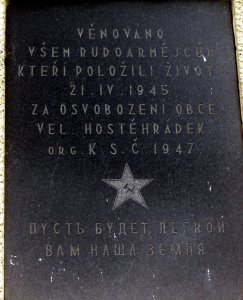 VĚNOVÁNO
VŠEM RUDOARMĚJCŮM
KTEŘÍ POLOŽILI ŽIVOTY
21. IV. 1945
ZA OSVOBOZENÍ OBCE
VEL. HOSTĚHRÁDEK
ORG. K. S. Č 1947
ПУСТЬ БУДЕТ ЛЕГКОЙ
ВАМ НАША ЗЕМЛЯ